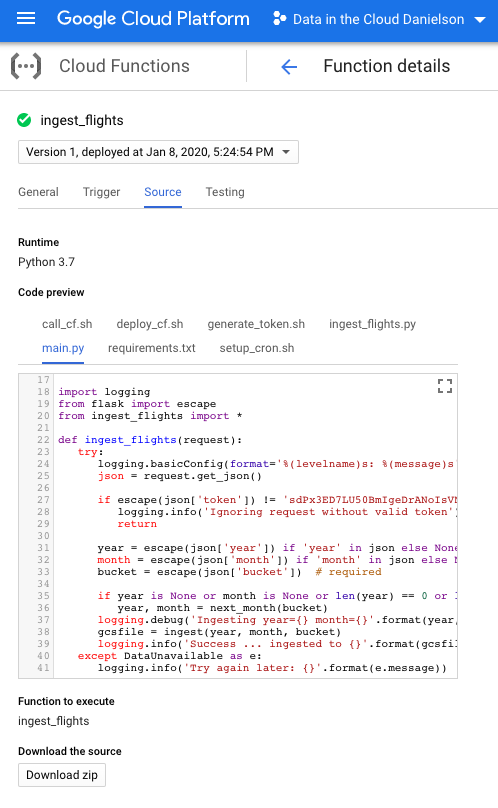 Google Cloud Platform Data in the Cloud Danielson
Cloud Functions Function details
ingest_flights
Version 1, deployed at Jan 8, 2020, 5:24:54 PM
General Trigger Source Testing
Runtime
Python 3.7
Code preview
call_cf.sh deploy_cf.sh generate_token.sh ingest_flights.py
main.py requirements.txt setup_cron.sh
17
18 import logging
19 from flask import escape
20 from ingest_flights import *
21
22 def ingest_flights(request):
23 try:
24 logging.basicConfig(format='%(levelname)s: %(message)s'
25 json = request.get_json()
26
27 if escape(json['token']) != 'sdPx3ED7LU50BmIgeDrANoIsVN
28 logging.info('Ignoring request without valid token')
29 return
30
31 year = escape(json['year']) if 'year' in json else None
32 month = escape(json['month']) if 'month' in json else N
33 bucket = escape(json['bucket']) # required
34
35 if year is None or month is None or len(year) == 0 or l
36 year, month = next_month(bucket)
37 logging.debug('Ingesting year={} month={}'.format(year,
38 gcsfile = ingest(year, month, bucket)
39 logging.info('Success ... ingested to {}'.format(gcsfil
40 except DataUnavailable as e:
41 logging.info('Try again later: {}'.format(e.message))
Function to execute
ingest_flights
Download the source
Download zip